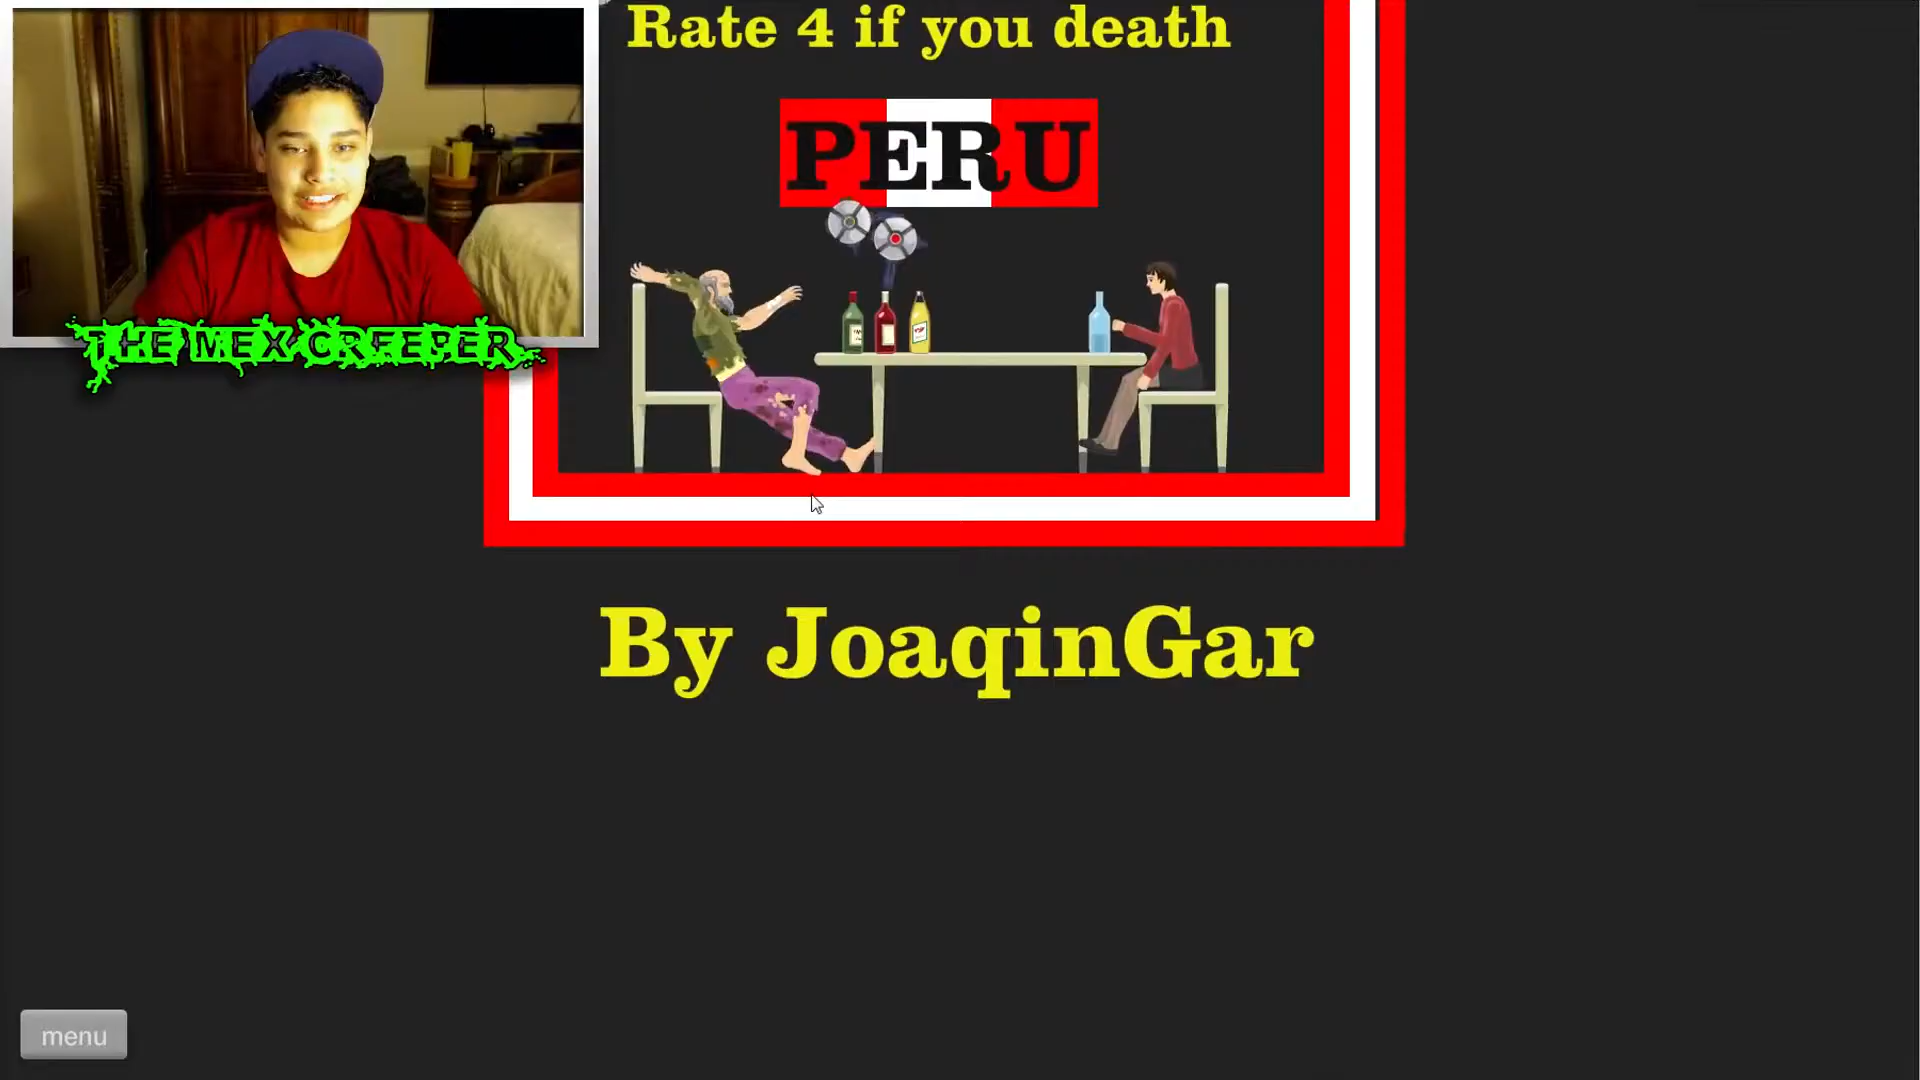 Rate 4 if you death
PERU
THE MEX CREEPER
By JoaqinGar
menu